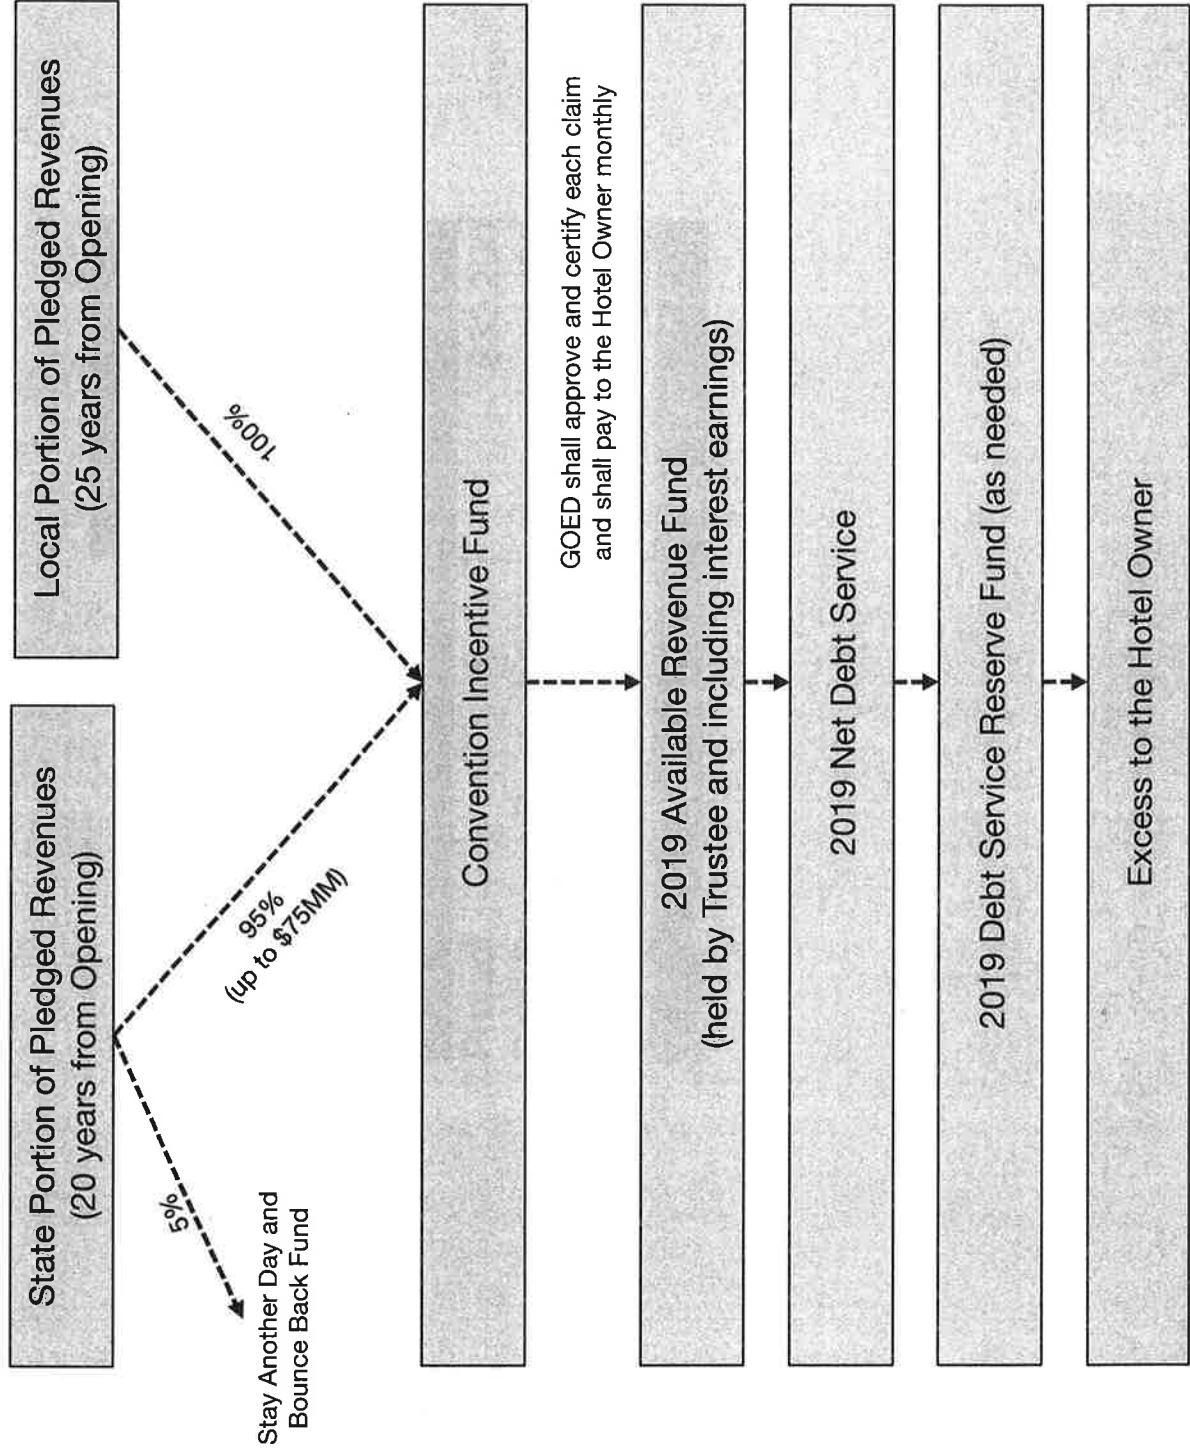 State Portion of Pledged Revenues
(20 years from Opening)
Local Portion of Pledged Revenues
(25 years from Opening)
5%
95%
(up to $75MM)
100%
Stay Another Day and
Bounce Back Fund
Convention Incentive Fund
GOED shall approve and certify each claim
and shall pay to the Hotel Owner monthly
2019 Available Revenue Fund
(held by Trustee and including interest earnings)
2019 Net Debt Service
2019 Debt Service Reserve Fund (as needed)
Excess to the Hotel Owner